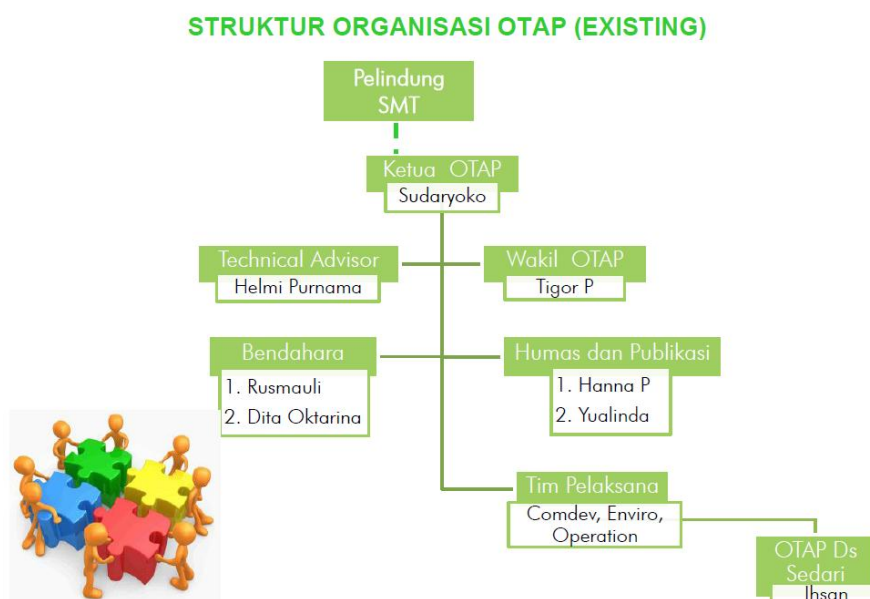 STRUKTUR ORGANISASI OTAP (EXISTING)
Pelindung
SMT
Ketua OTAP
Sudaryoko
Technical Advisor
Helmi Purnama
Wakil OTAP
Tigor P
Bendahara
1. Rusmauli
2. Dita Oktarina
Humas dan Publikasi
1. Hanna P
2. Yualinda
Tim Pelaksana
Comdev, Enviro,
Operation
OTAP Ds
Sedari
Ihsan